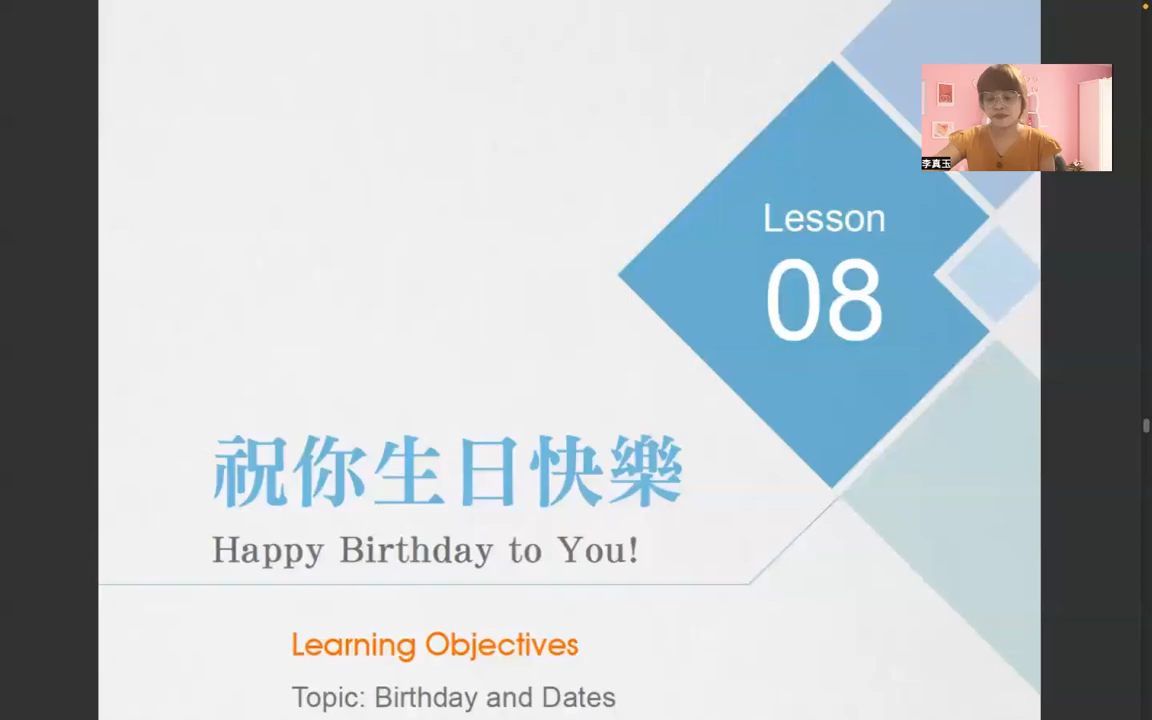 李真玉
Lesson
08
祝你生日快樂
Happy Birthday to You!
Learning Objectives
Topic: Birthday and Dates